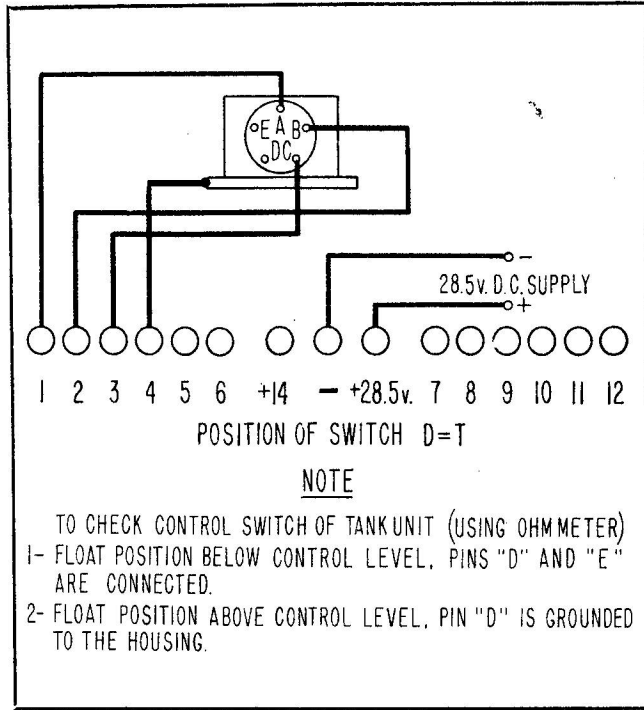 E A B
D C
-
28.5v. D.C. SUPPLY
+
1 2 3 4 5 6 +14 - +28.5v. 7 8 9 10 11 12
POSITION OF SWITCH D=T
NOTE
TO CHECK CONTROL SWITCH OF TANK UNIT (USING OHMMETER)
1- FLOAT POSITION BELOW CONTROL LEVEL, PINS "D" AND "E"
ARE CONNECTED.
2- FLOAT POSITION ABOVE CONTROL LEVEL, PIN "D" IS GROUNDED
TO THE HOUSING.